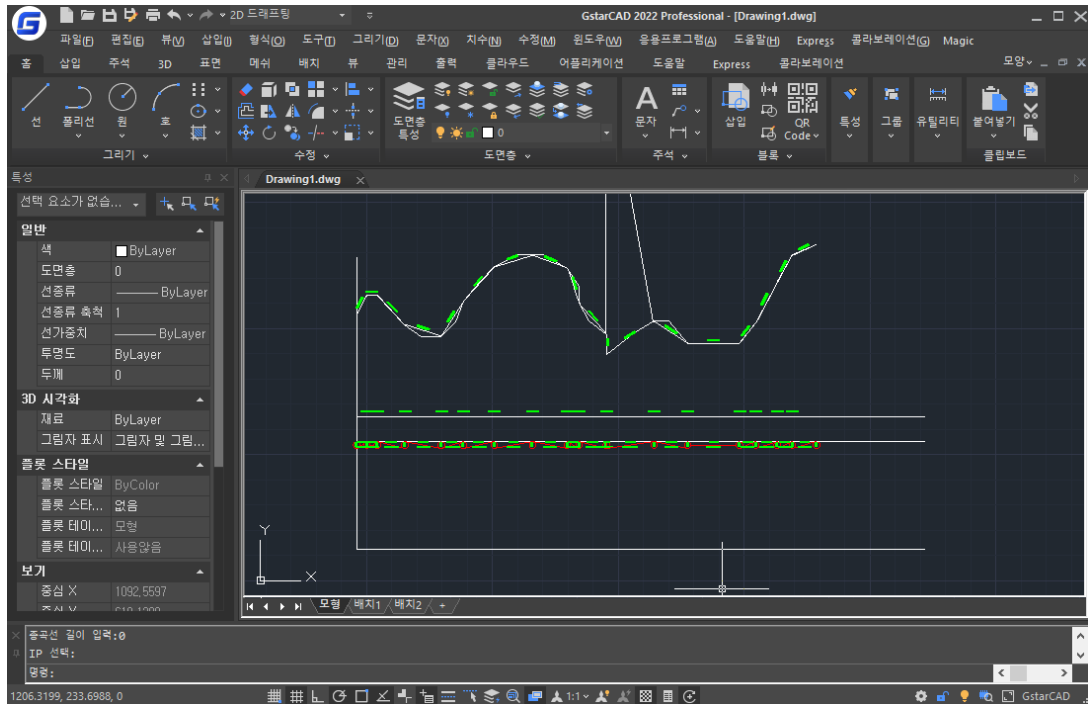 2D 드래프팅
GstarCAD 2022 Professional - [Drawing1.dwg]
파일(F) 편집(E) 뷰(V) 삽입(I) 형식(O) 도구(T) 그리기(D) 문자(X) 치수(N) 수정(M) 윈도우(W) 응용프로그램(A) 도움말(H) Express 콜라보레이션(G) Magic
홈 삽입 주석 3D 표면 메쉬 배치 뷰 관리 출력 클라우드 어플리케이션 도움말 Express 콜라보레이션 모양
선 폴리선 원 호
도면층 특성
0
문자
삽입
QR Code
특성 그룹 유틸리티 붙여넣기
그리기 수정 도면층 주석 블록 클립보드
특성
Drawing1.dwg
선택 요소가 없습...
일반
색 ByLayer
도면층 0
선종류 ByLayer
선종류 축척 1
선가중치 ByLayer
투명도 ByLayer
두께 0
3D 시각화
재료 ByLayer
그림자 표시 그림자 및 그림...
플롯 스타일
플롯 스타일 ByColor
플롯 스타... 없음
플롯 테이... 모형
플롯 테이... 사용않음
보기
중심 X 1092,5597
Y
X
모형 배치1 배치2 +
종곡선 길이 입력:0
IP 선택:
명령:
1206.3199, 233.6988, 0
1:1
GstarCAD